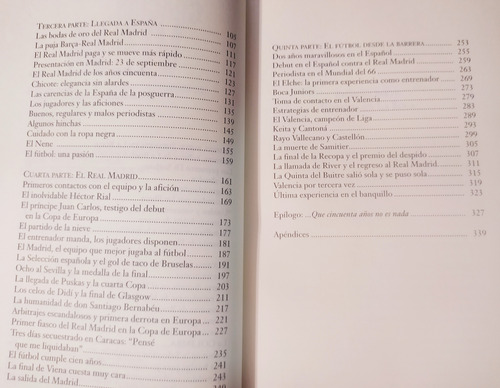 TERCERA PARTE: LLEGADA A ESPAÑA
Las bodas de oro del Real Madrid 105
La puja Barça-Real Madrid 107
El Real Madrid paga y se mueve más rápido 111
Presentación en Madrid: 23 de septiembre 117
El Real Madrid de los años cincuenta 121
Chicote: elegancia sin alardes 121
Las carencias de la España de la posguerra 127
Los jugadores y las aficiones 131
Buenos, regulares y malos periodistas 135
Algunos hinchas 139
Cuidado con la ropa negra 145
El Nene 149
El fútbol: una pasión 155
159
CUARTA PARTE: EL REAL MADRID 161
Primeros contactos con el equipo y la afición 163
El inolvidable Héctor Rial 169
El príncipe Juan Carlos, testigo del debut
en la Copa de Europa 173
El partido de la nieve 177
El entrenador manda, los jugadores disponen 181
El Madrid, el equipo que mejor jugaba al fútbol 187
La Selección española y el gol de taco de Bruselas 191
Ocho al Sevilla y la medalla de la final 197
La llegada de Puskas y la cuarta Copa 203
Los celos de Didí y la final de Glasgow 211
La humanidad de don Santiago Bernabéu 217
Arbitrajes escandalosos y primera derrota en Europa 221
Primer fiasco del Real Madrid en la Copa de Europa 227
Tres días secuestrado en Caracas: "Pensé
que me liquidaban" 235
El fútbol cumple cien años 241
La final de Viena cuesta muy cara 243
La salida del Madrid
QUINTA PARTE: EL FÚTBOL DESDE LA BARRERA 253
Dos años maravillosos en el Español 255
Debut en el Español contra el Real Madrid 259
Periodista en el Mundial del 66 263
El Elche: la primera experiencia como entrenador 269
Boca Juniors 273
Toma de contacto en el Valencia 279
Estrategias de entrenador 283
El Valencia, campeón de Liga 289
Keita y Cantoná 293
Rayo Vallecano y Castellón 295
La muerte de Samitier 305
La final de la Recopa y el premio del despido 307
La llamada de River y el regreso al Real Madrid 311
La Quinta del Buitre salió sola y se puso sola 315
Valencia por tercera vez 317
Última experiencia en el banquillo 323
Epílogo: ...Que cincuenta años no es nada 327
Apéndices 339